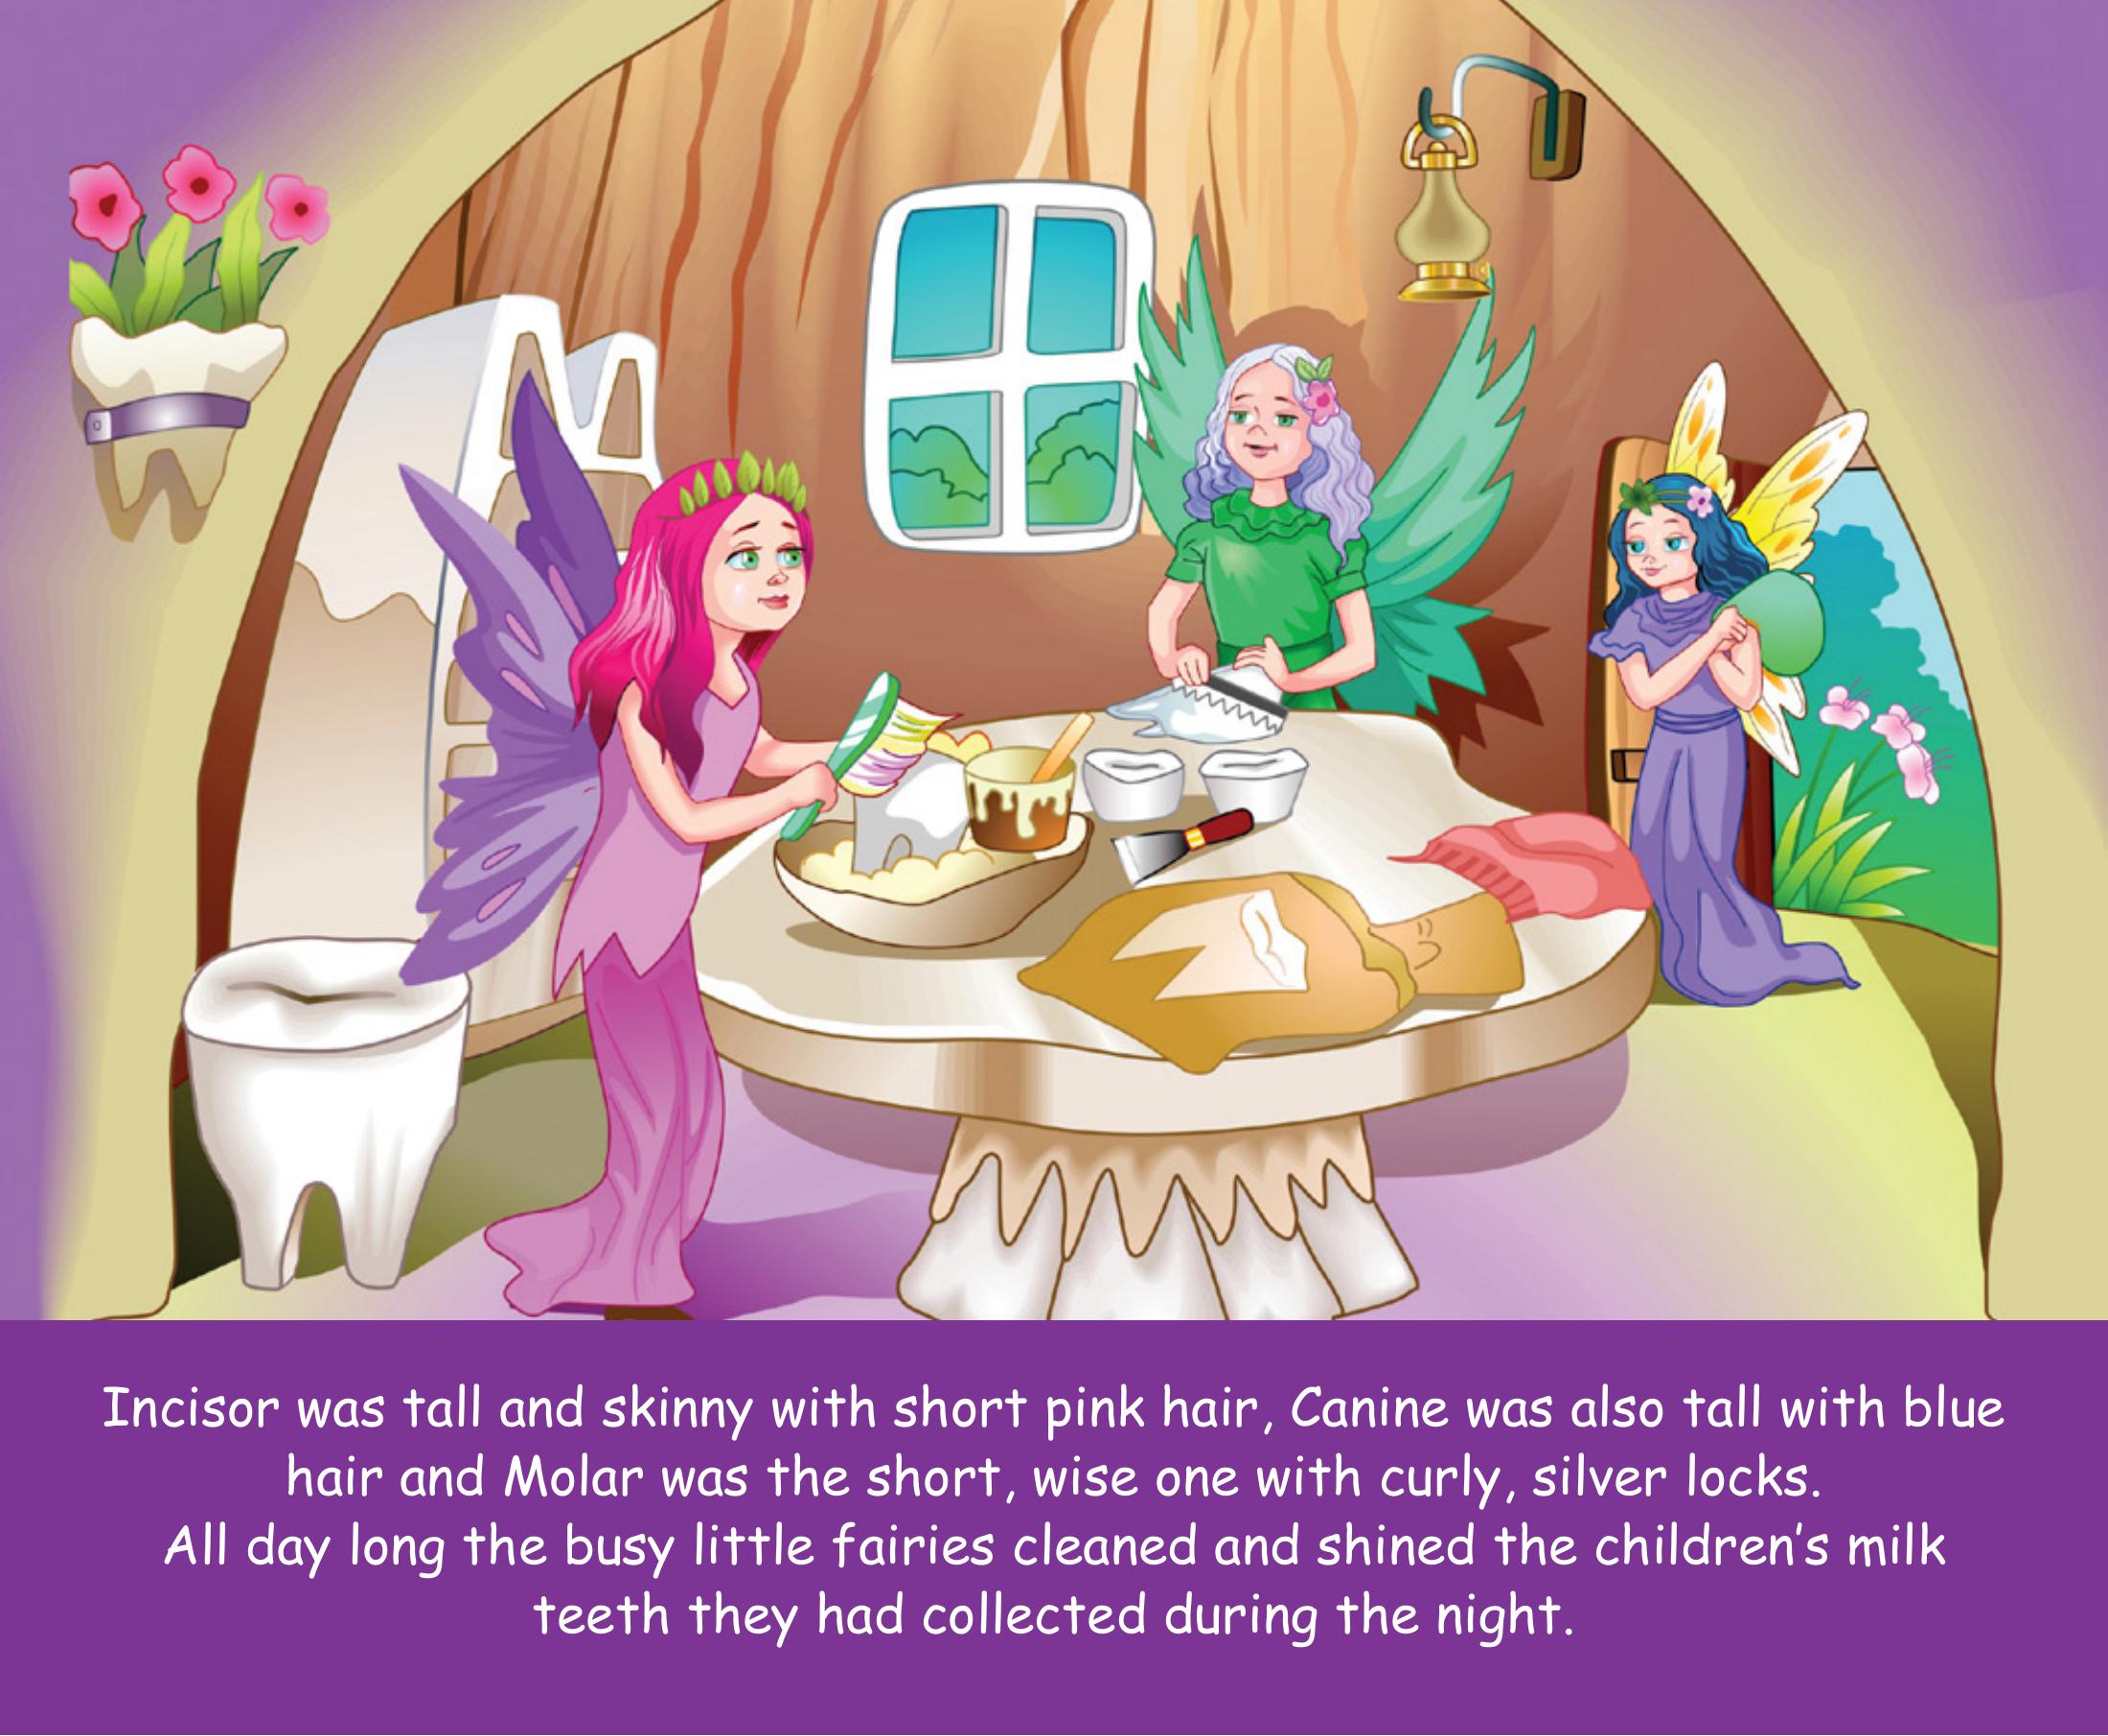 Incisor was tall and skinny with short pink hair, Canine was also tall with blue
hair and Molar was the short, wise one with curly, silver locks.
All day long the busy little fairies cleaned and shined the children's milk
teeth they had collected during the night.